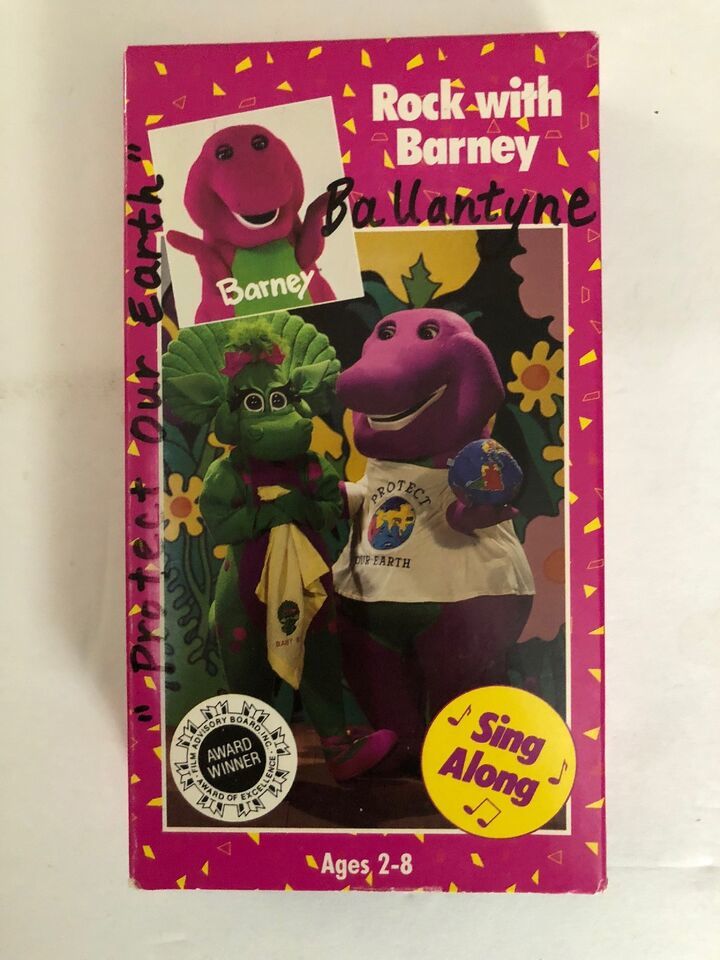 Rock with
Barney
Ballantyne
Barney
"Protect Our Earth"
PROTECT
OUR EARTH
FILM ADVISORY BOARD, INC.
AWARD
WINNER
AWARD OF EXCELLENCE
Sing
Along
Ages 2-8